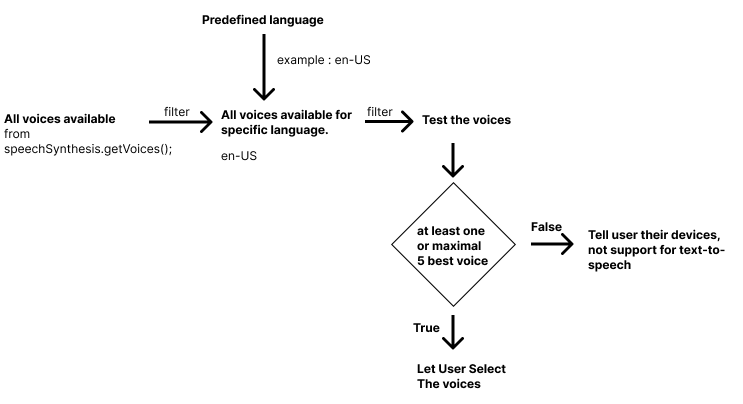 Predefined language
example : en-US
All voices available
from
speechSynthesis.getVoices();
filter
All voices available for
specific language.
en-US
filter
Test the voices
at least one
or maximal
5 best voice
False
Tell user their devices,
not support for text-to-
speech
True
Let User Select
The voices